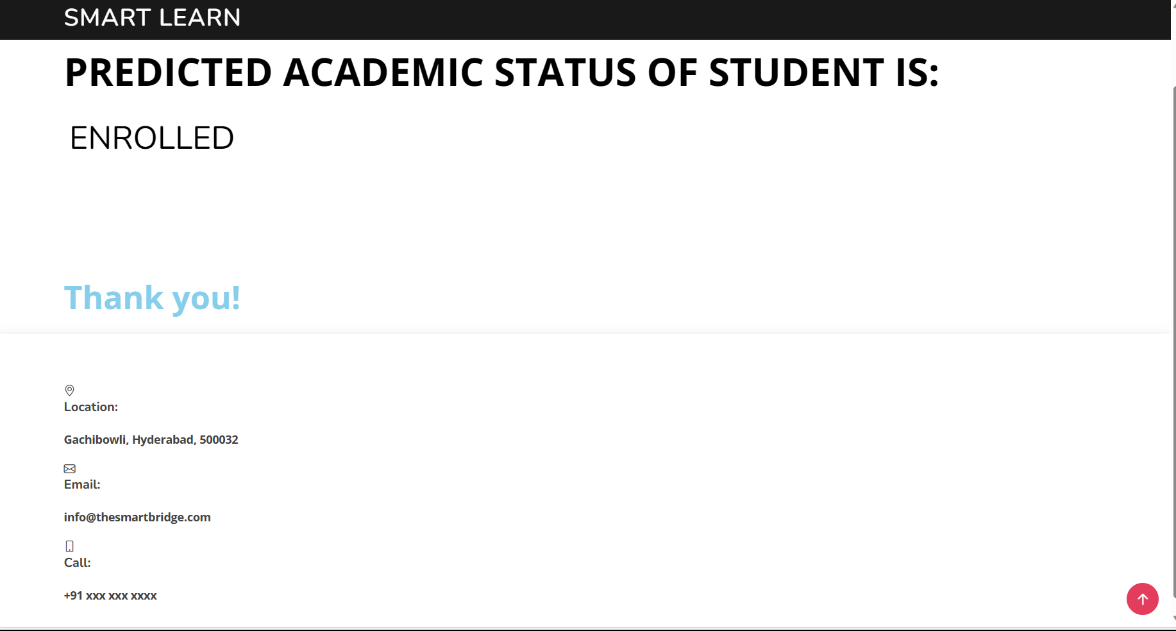 SMART LEARN
PREDICTED ACADEMIC STATUS OF STUDENT IS:
ENROLLED
Thank you!
Location:
Gachibowli, Hyderabad, 500032
Email:
info@thesmartbridge.com
Call:
+91 xxx xxx xxxx